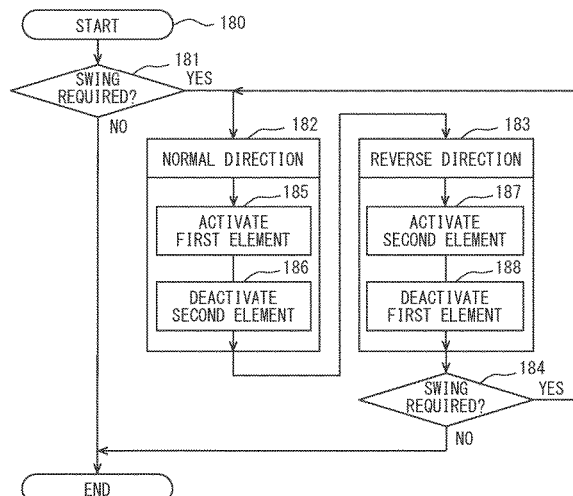 START
180
181
SWING
REQUIRED?
YES
NO
182
NORMAL DIRECTION
185
ACTIVATE
FIRST ELEMENT
186
DEACTIVATE
SECOND ELEMENT
183
REVERSE DIRECTION
187
ACTIVATE
SECOND ELEMENT
188
DEACTIVATE
FIRST ELEMENT
184
SWING
REQUIRED?
YES
NO
END